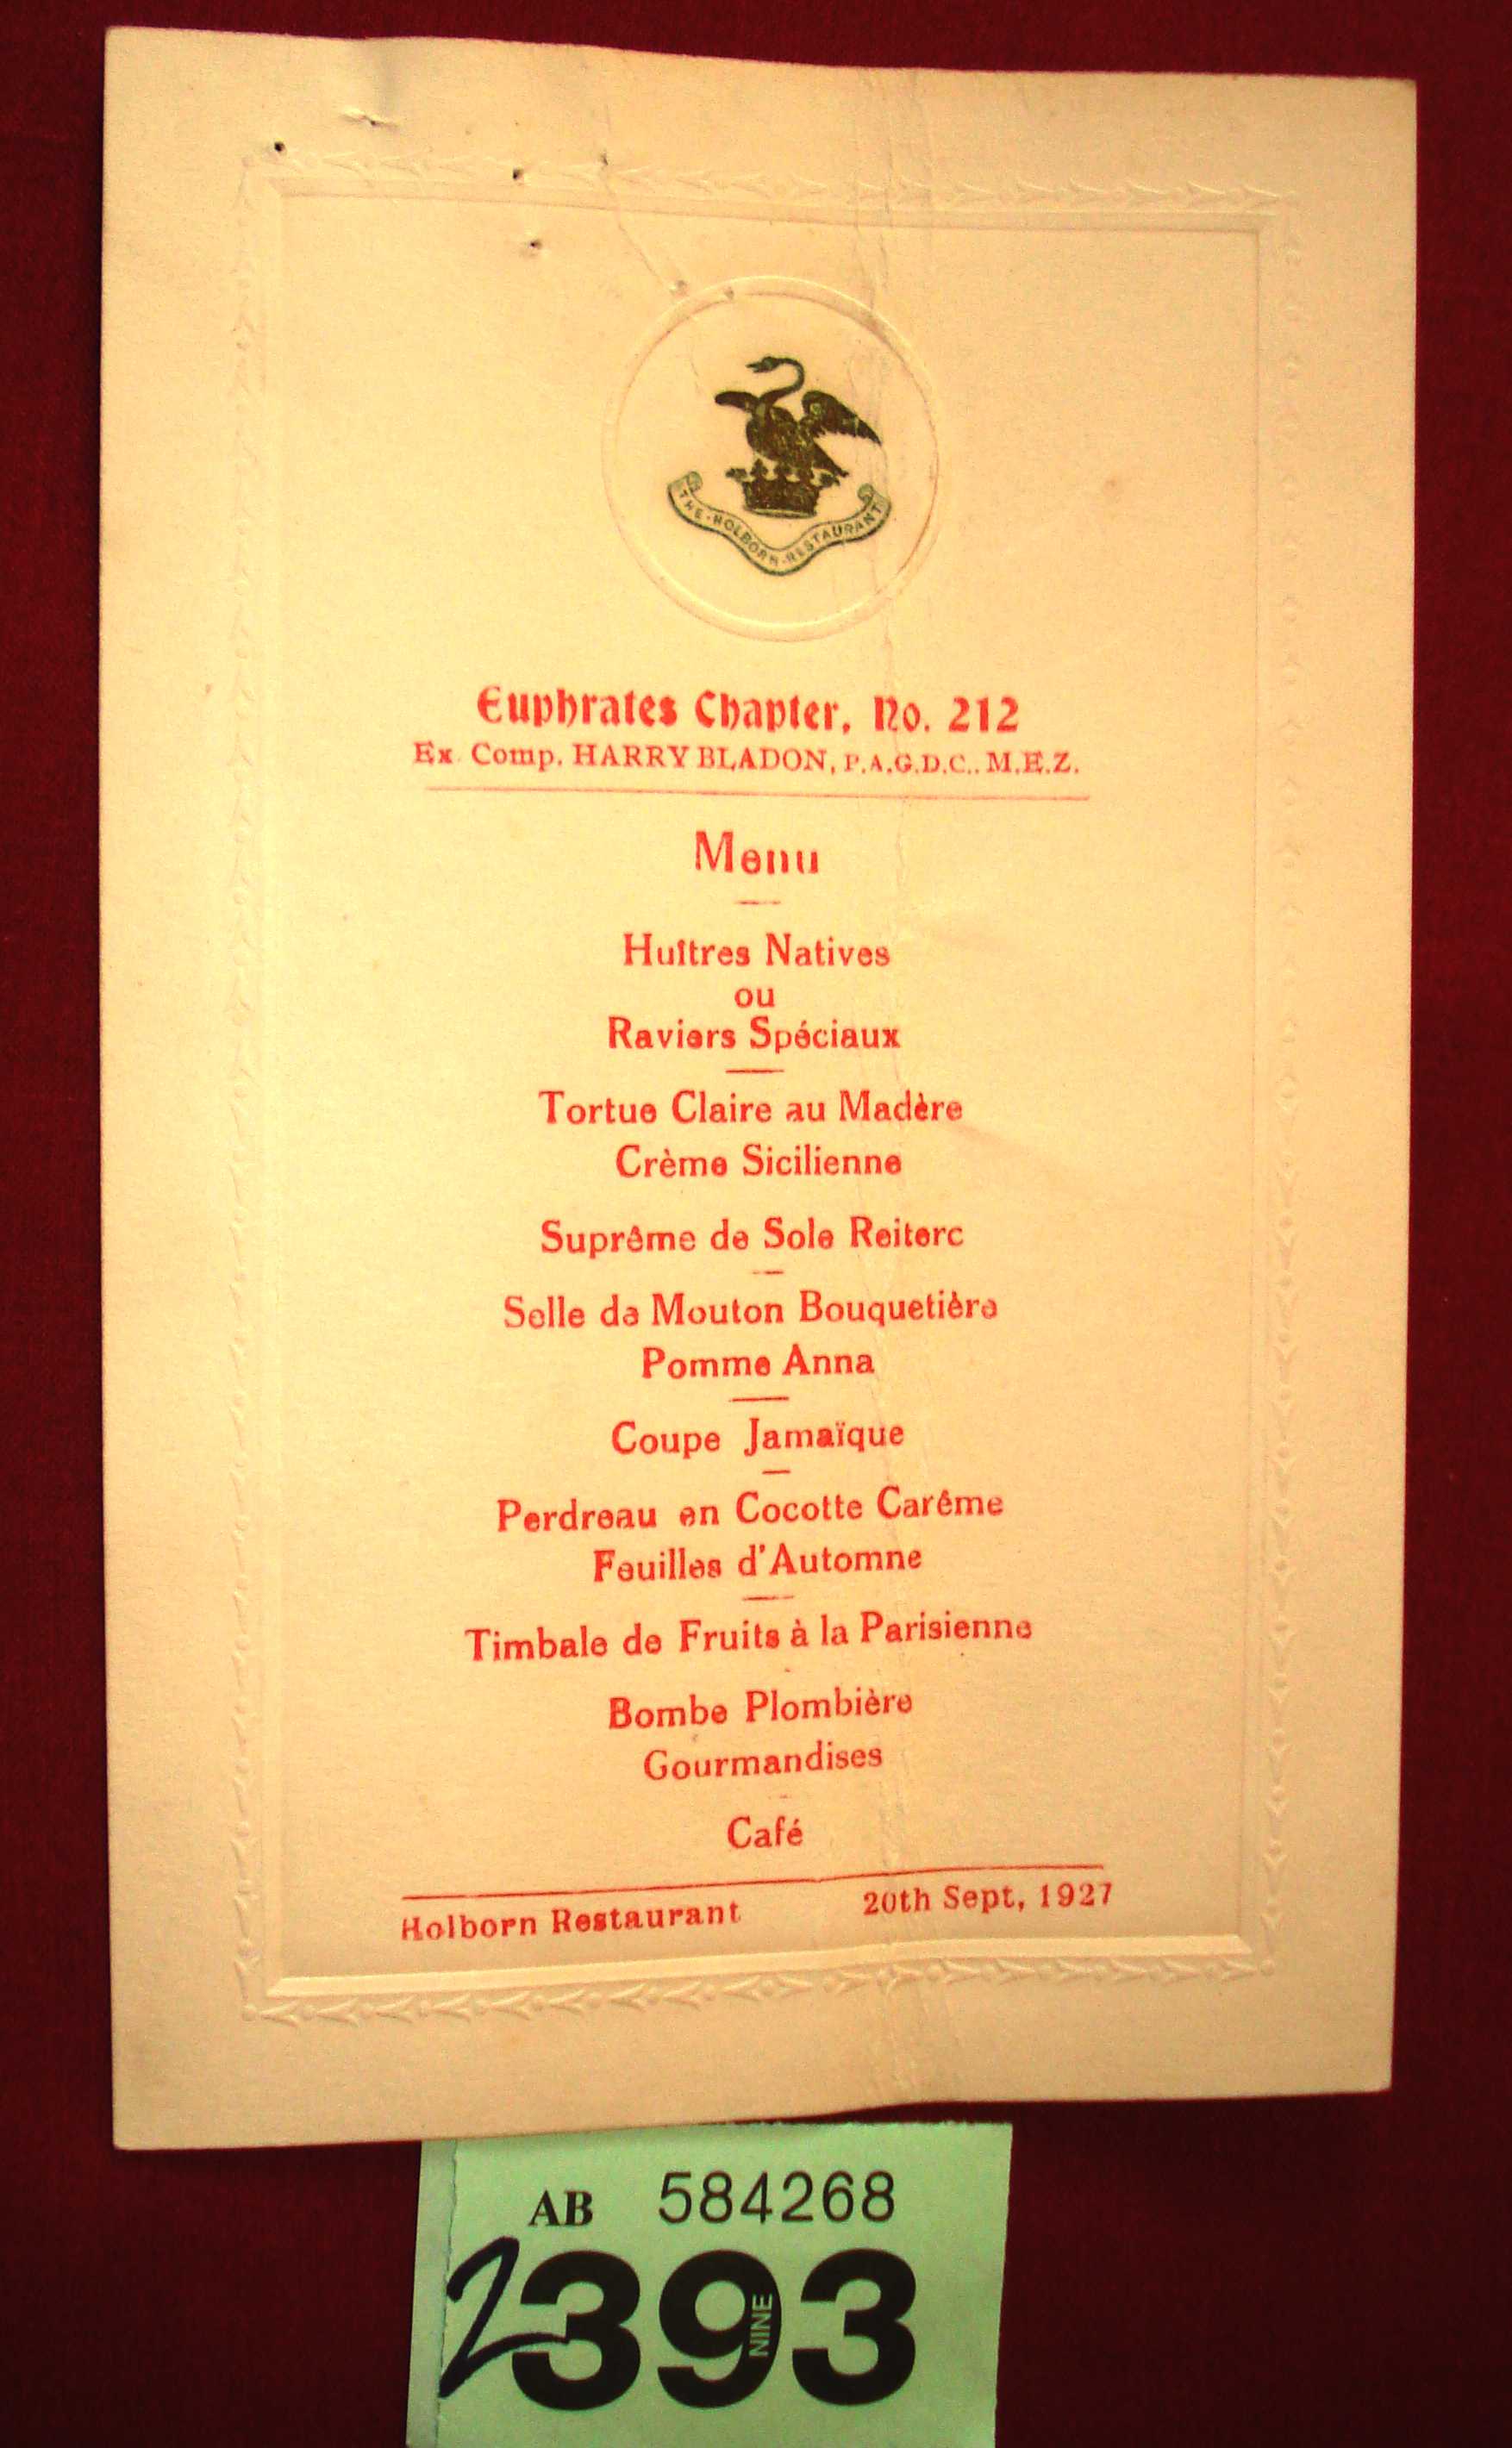 THE·HOLBORN·RESTAURANT
Euphrates Chapter, No. 212
Ex. Comp. HARRY BLADON, P.A.G.D.C., M.E.Z.
Menu
Huîtres Natives
ou
Raviers Spéciaux
Tortue Claire au Madère
Crème Sicilienne
Suprême de Sole Reiterc
Selle de Mouton Bouquetière
Pomme Anna
Coupe Jamaïque
Perdreau en Cocotte Carême
Feuilles d'Automne
Timbale de Fruits à la Parisienne
Bombe Plombière
Gourmandises
Café
Holborn Restaurant 20th Sept, 1927
AB 584268
2393
NINE